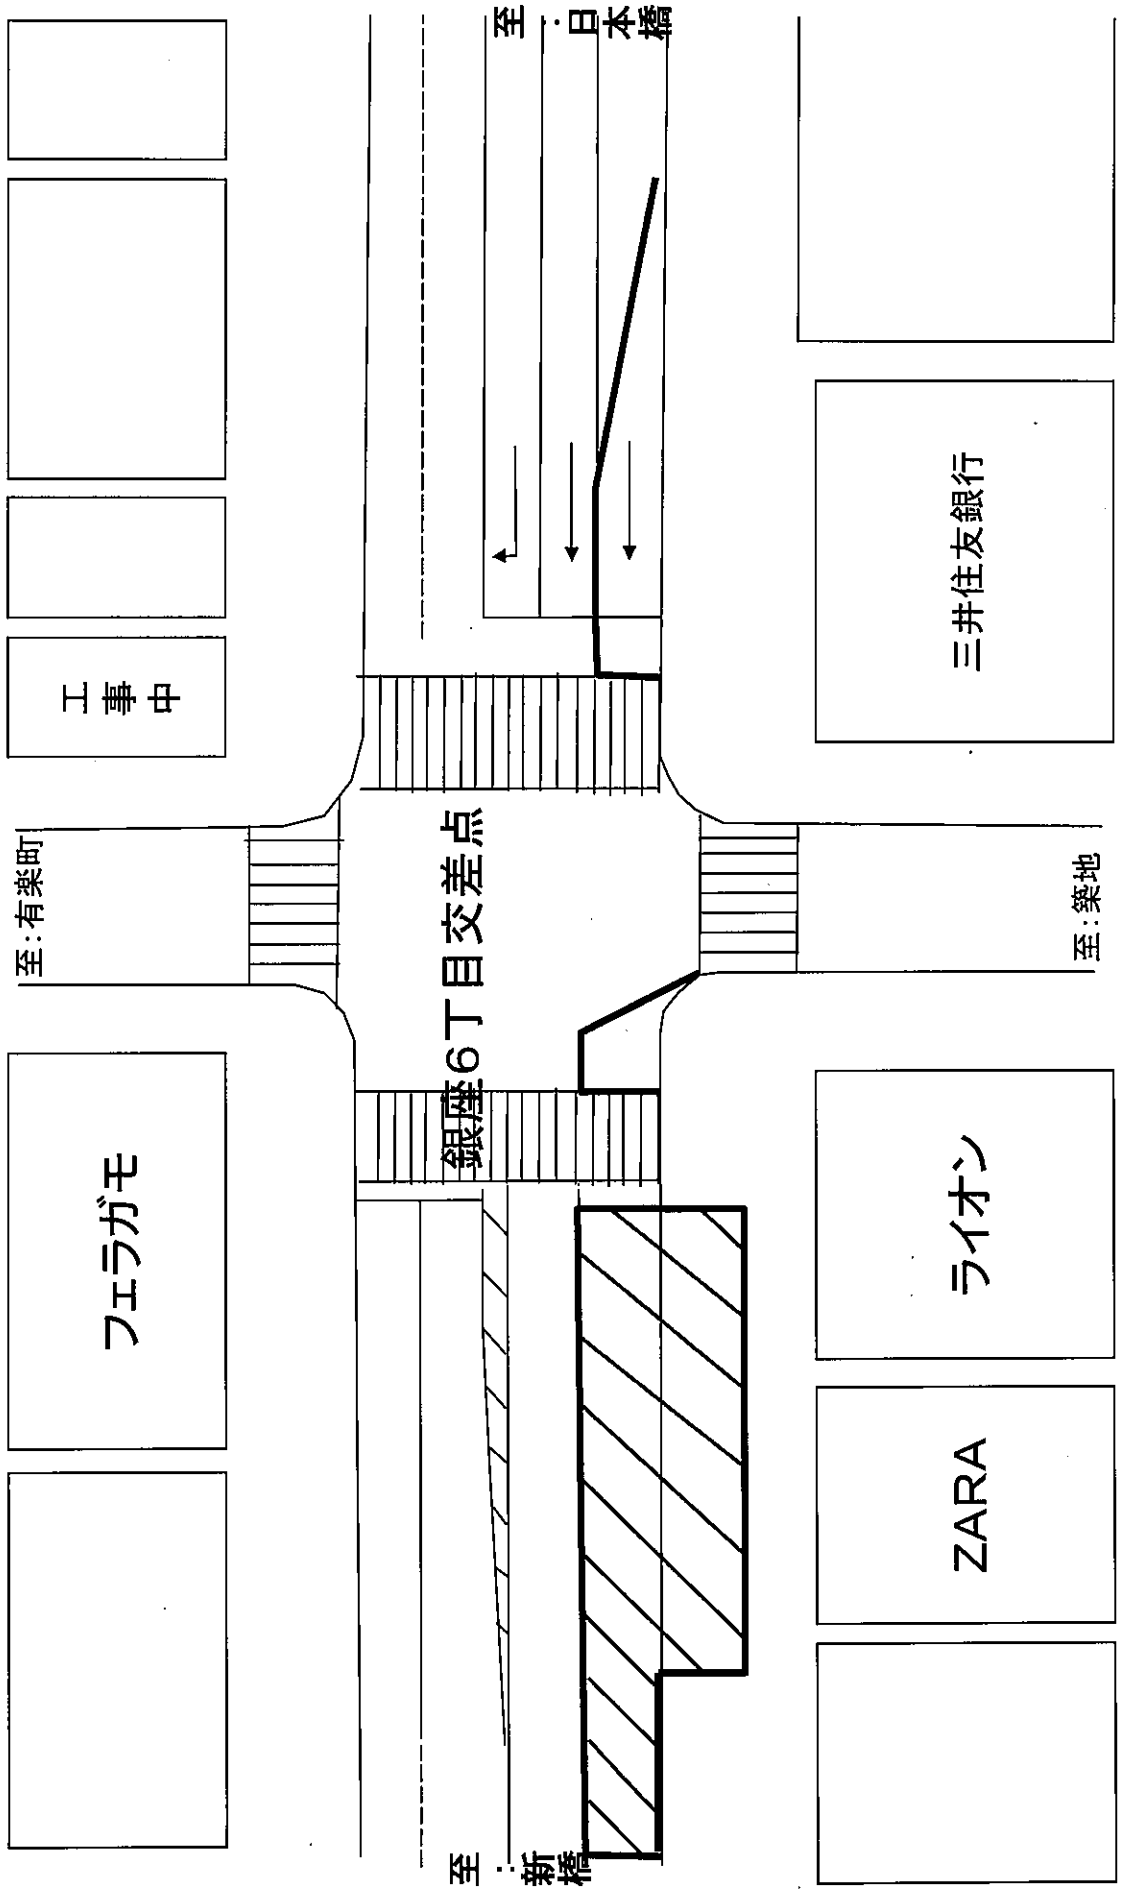 至:日本橋
工事中
三井住友銀行
至:有楽町
銀座6丁目交差点
至:築地
フェラガモ
ライオン
ZARA
至:新橋